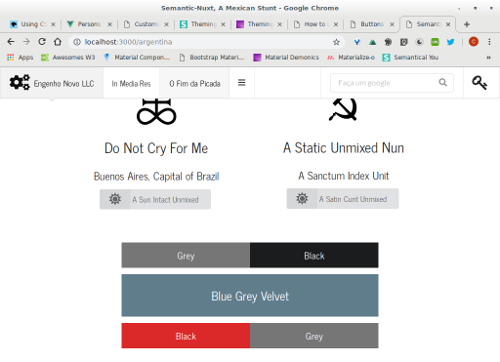 Semantic-Nuxt, A Mexican Stunt - Google Chrome
Using C
Person
Custom
Theming
Theming
How to
Buttons
Semant
localhost:3000/argentina
Apps
Awesomes W3
Material Compon...
Bootstrap Materi...
Material Demonics
Materialize-o
Semantical You
Engenho Novo LLC
In Media Res
O Fim da Picada
Faça um google
Do Not Cry For Me
A Static Unmixed Nun
Buenos Aires, Capital of Brazil
A Sanctum Index Unit
A Sun Intact Unmixed
A Satin Cunt Unmixed
Grey
Black
Blue Grey Velvet
Black
Grey